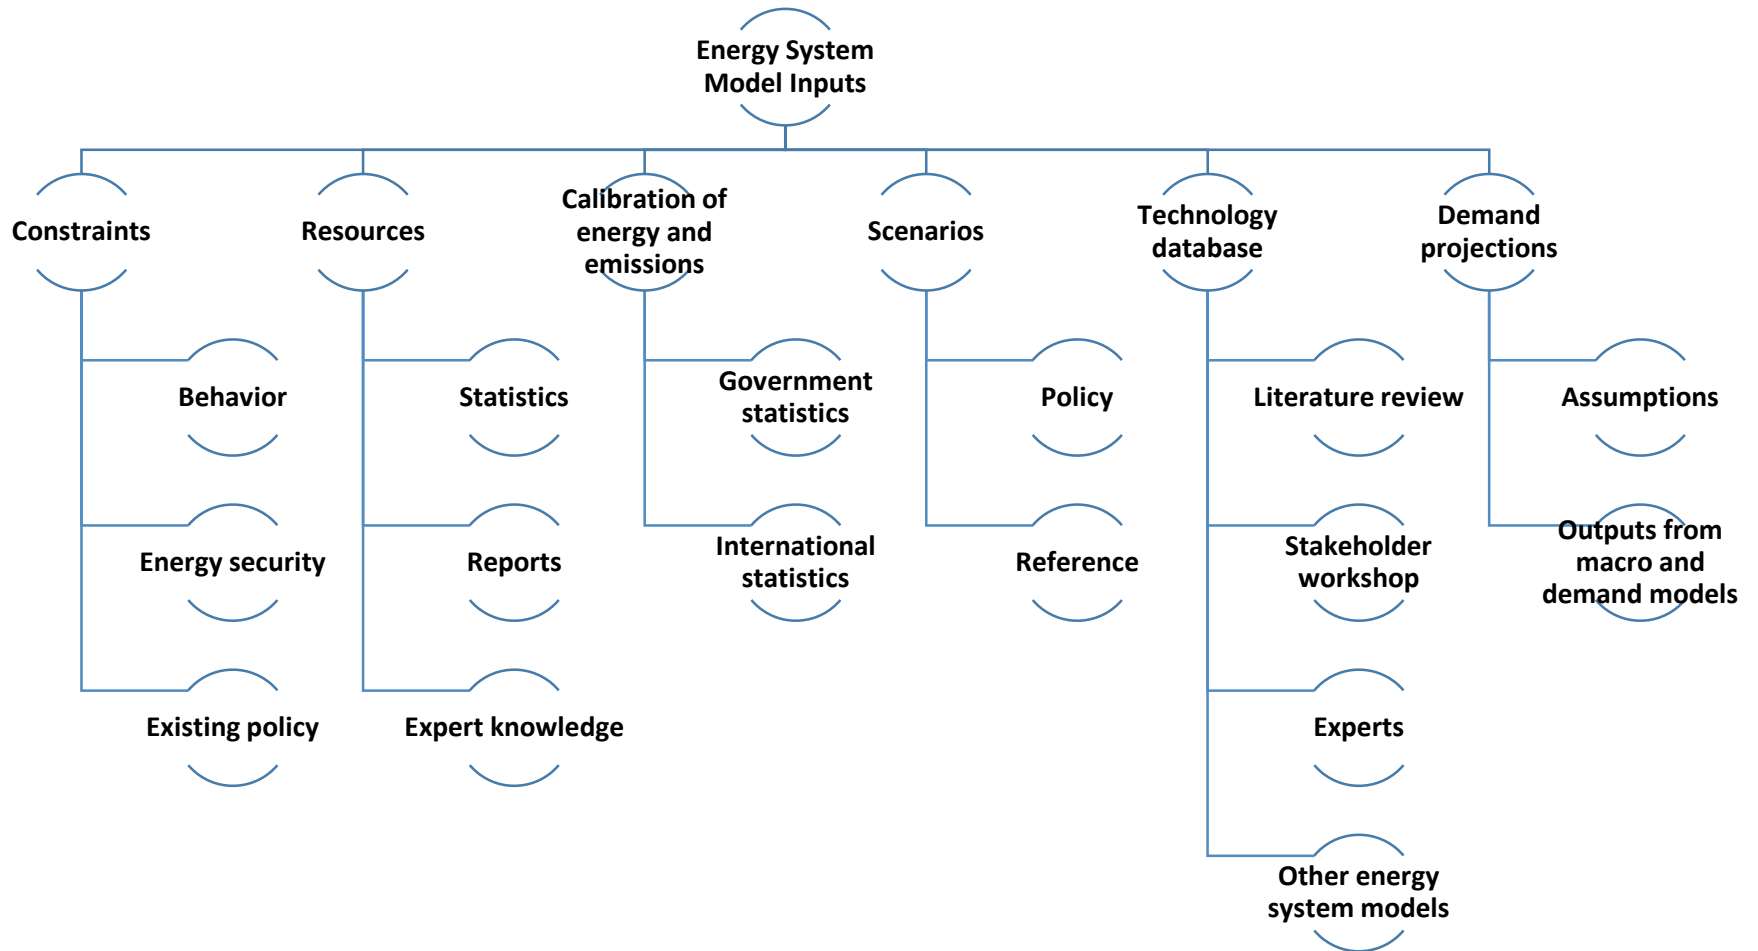 Energy System
Model Inputs
Constraints
Resources
Calibration of
energy and
emissions
Scenarios
Technology
database
Demand
projections
Behavior
Statistics
Government
statistics
Policy
Literature review
Assumptions
Energy security
Reports
International
statistics
Reference
Stakeholder
workshop
Outputs from
macro and
demand models
Existing policy
Expert knowledge
Experts
Other energy
system models